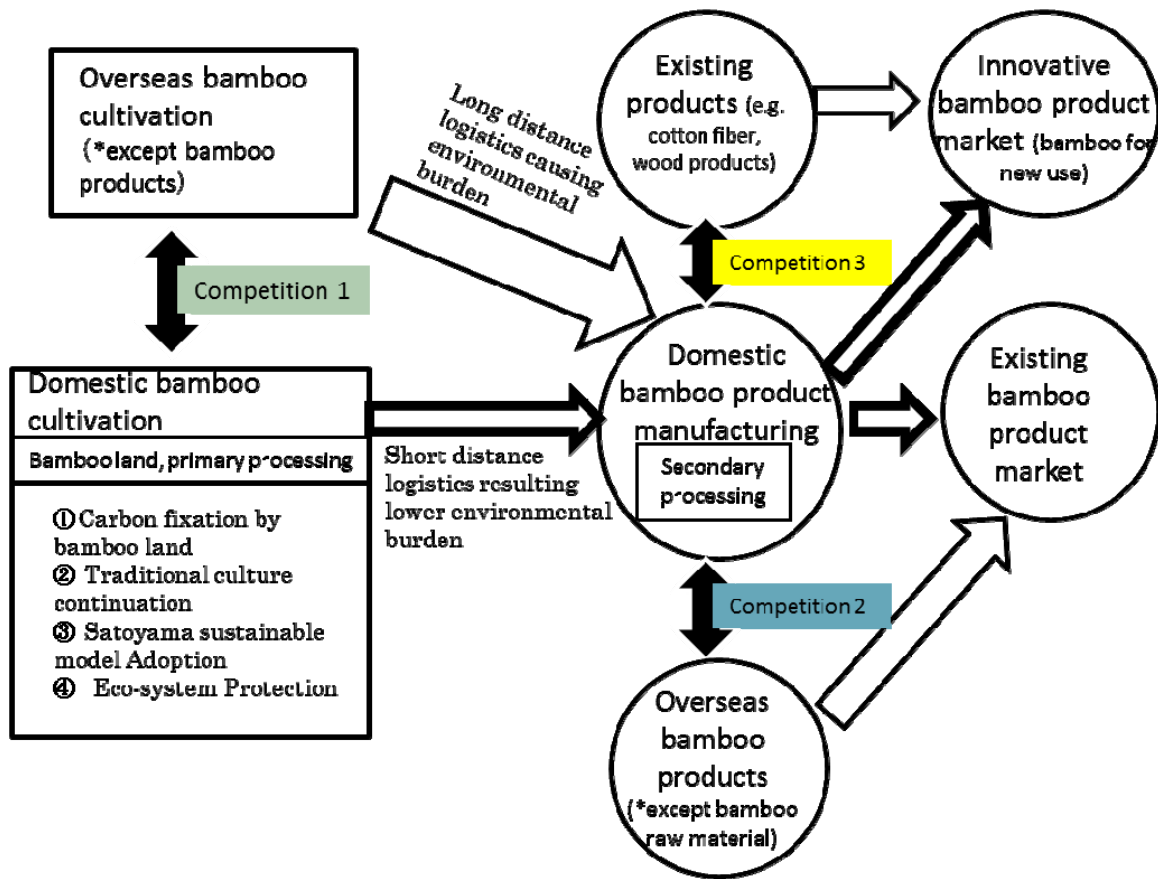 Overseas bamboo
cultivation
(*except bamboo
products)
Long distance
logistics causing
environmental
burden
Existing
products (e.g.
cotton fiber,
wood products)
Innovative
bamboo product
market (bamboo for
new use)
Competition 1
Competition 3
Domestic bamboo
cultivation
Bamboo land, primary processing
① Carbon fixation by
bamboo land
② Traditional culture
continuation
③ Satoyama sustainable
model Adoption
④ Eco-system Protection
Short distance
logistics resulting
lower environmental
burden
Domestic
bamboo product
manufacturing
Secondary
processing
Existing
bamboo
product
market
Competition 2
Overseas
bamboo
products
(*except bamboo
raw material)